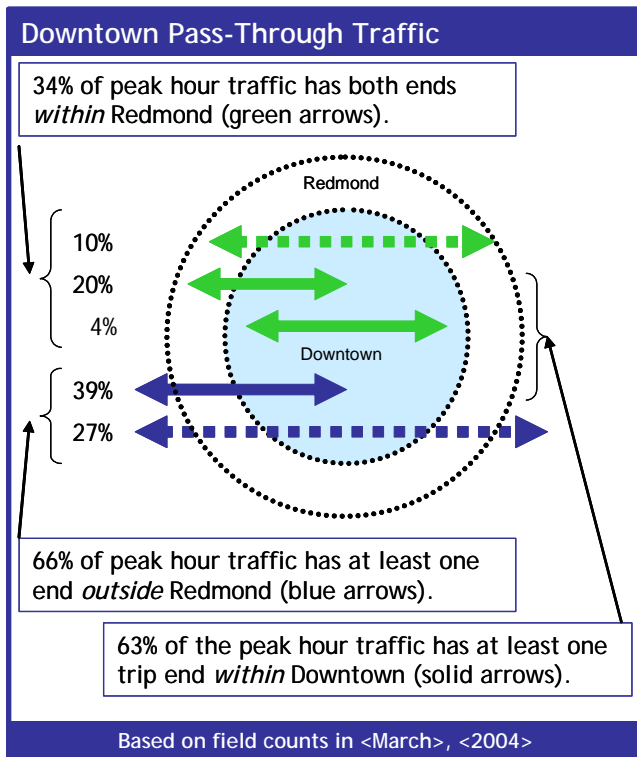 Downtown Pass-Through Traffic
34% of peak hour traffic has both ends
within Redmond (green arrows).
Redmond
10%
20%
4%
Downtown
39%
27%
66% of peak hour traffic has at least one
end outside Redmond (blue arrows).
63% of the peak hour traffic has at least one
trip end within Downtown (solid arrows).
Based on field counts in <March>, <2004>